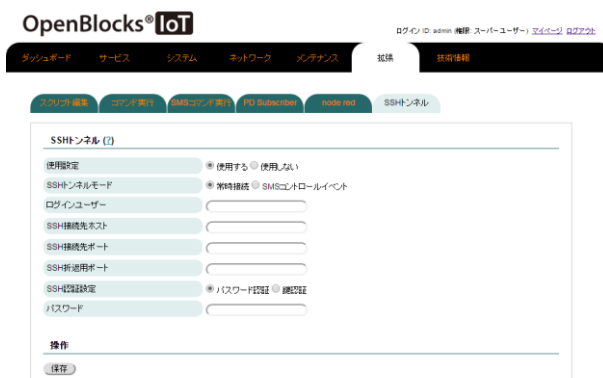 OpenBlocks® IoT
ログイン ID: admin (権限: スーパーユーザー) マイページ ログアウト
ダッシュボード サービス システム ネットワーク メンテナンス 拡張 技術情報
スクリプト編集 コマンド実行 SMSコマンド実行 PD Subscriber node red SSHトンネル
SSHトンネル (?)
使用設定 使用する 使用しない
SSHトンネルモード 常時接続 SMSコントロールイベント
ログインユーザー
SSH接続先ホスト
SSH接続先ポート
SSH折返用ポート
SSH認証設定 パスワード認証 鍵認証
パスワード
操作
保存